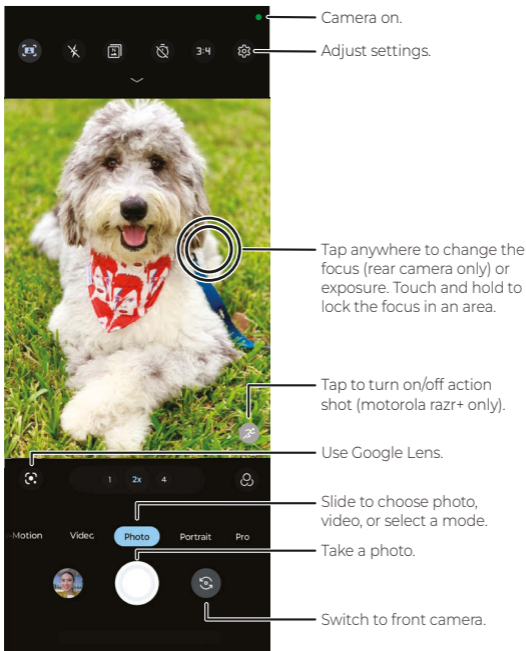 Camera on.
3:4
Adjust settings.
Tap anywhere to change the
focus (rear camera only) or
exposure. Touch and hold to
lock the focus in an area.
Tap to turn on/off action
shot (motorola razr+ only).
Use Google Lens.
1 2x 4
Slide to choose photo,
video, or select a mode.
-Motion Video Photo Portrait Pro
Take a photo.
Switch to front camera.